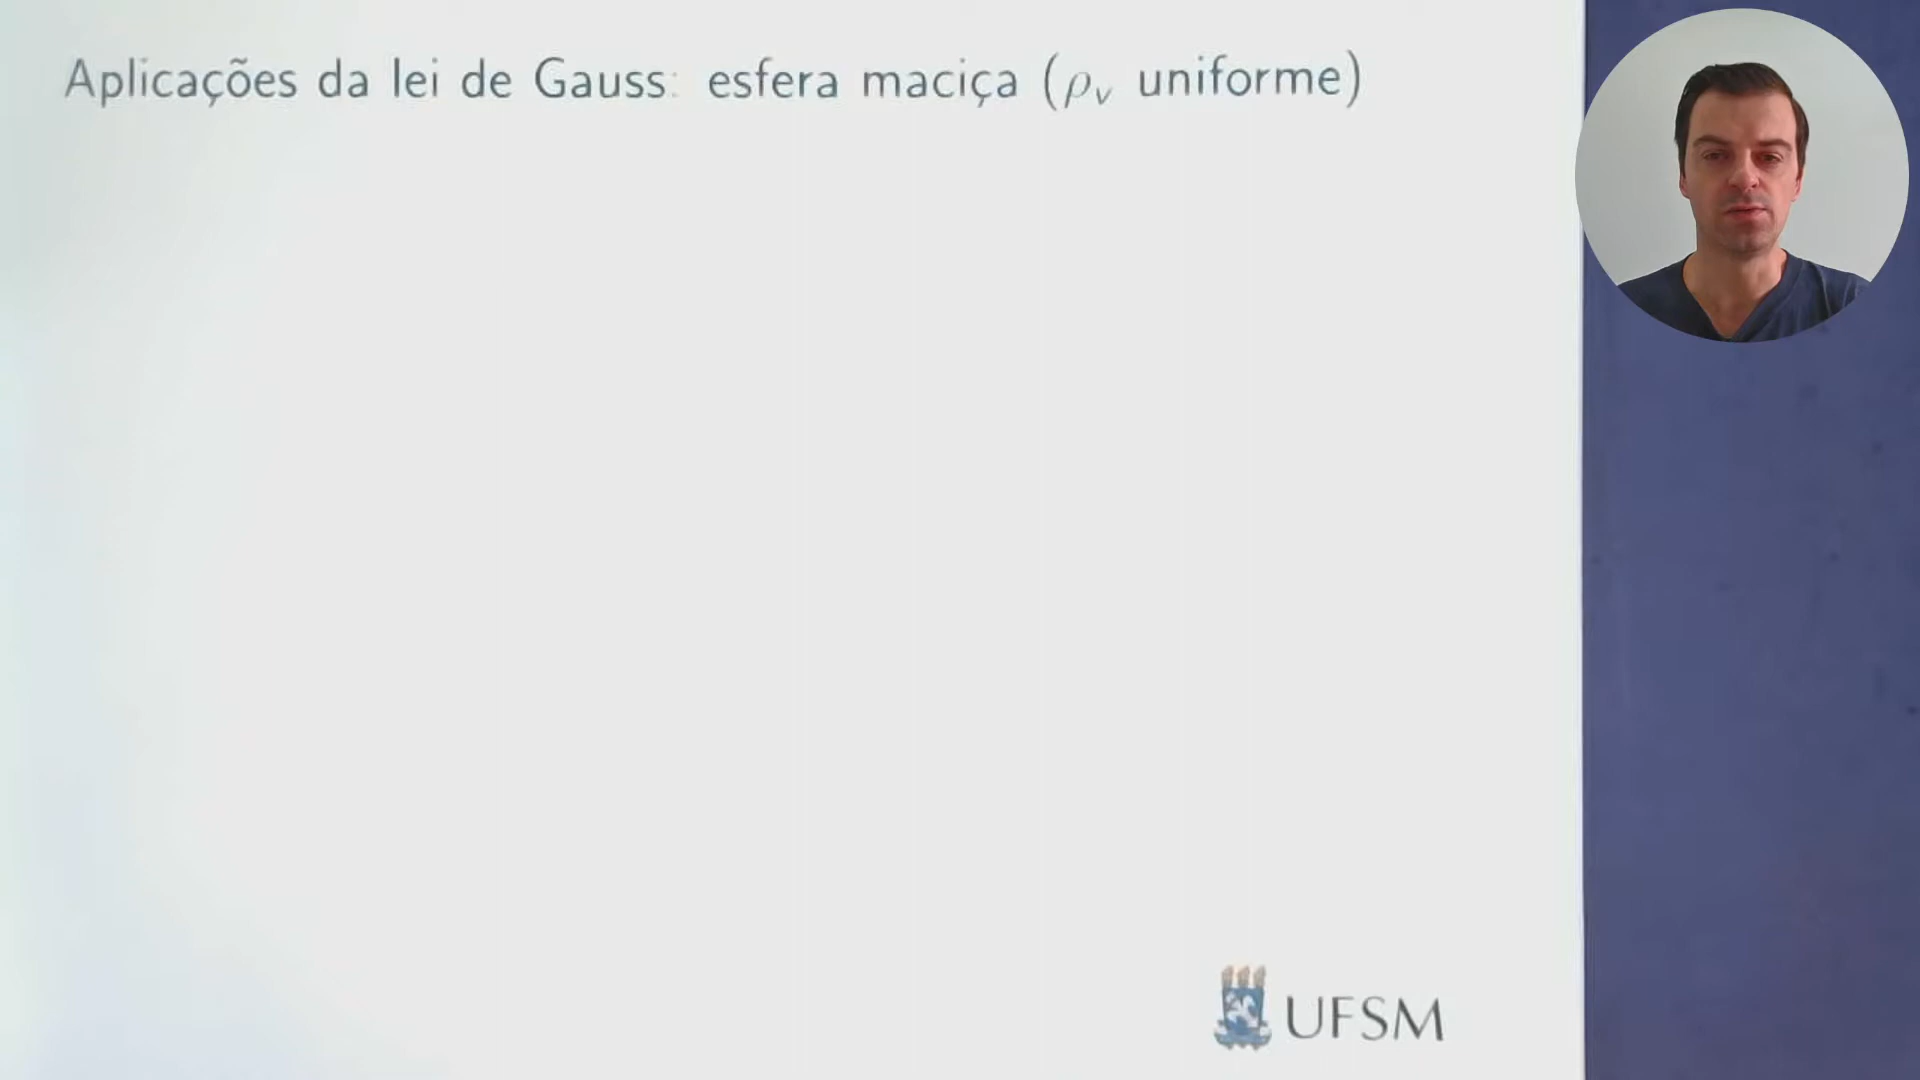 Aplicações da lei de Gauss: esfera maciça (ρᵥ uniforme)
UFSM